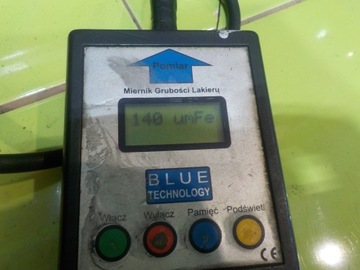 Pomiar
Miernik Grubości Lakieru
140 umFe
BLUE
TECHNOLOGY
Włącz Wyłącz Pamięć Podświetl
CE